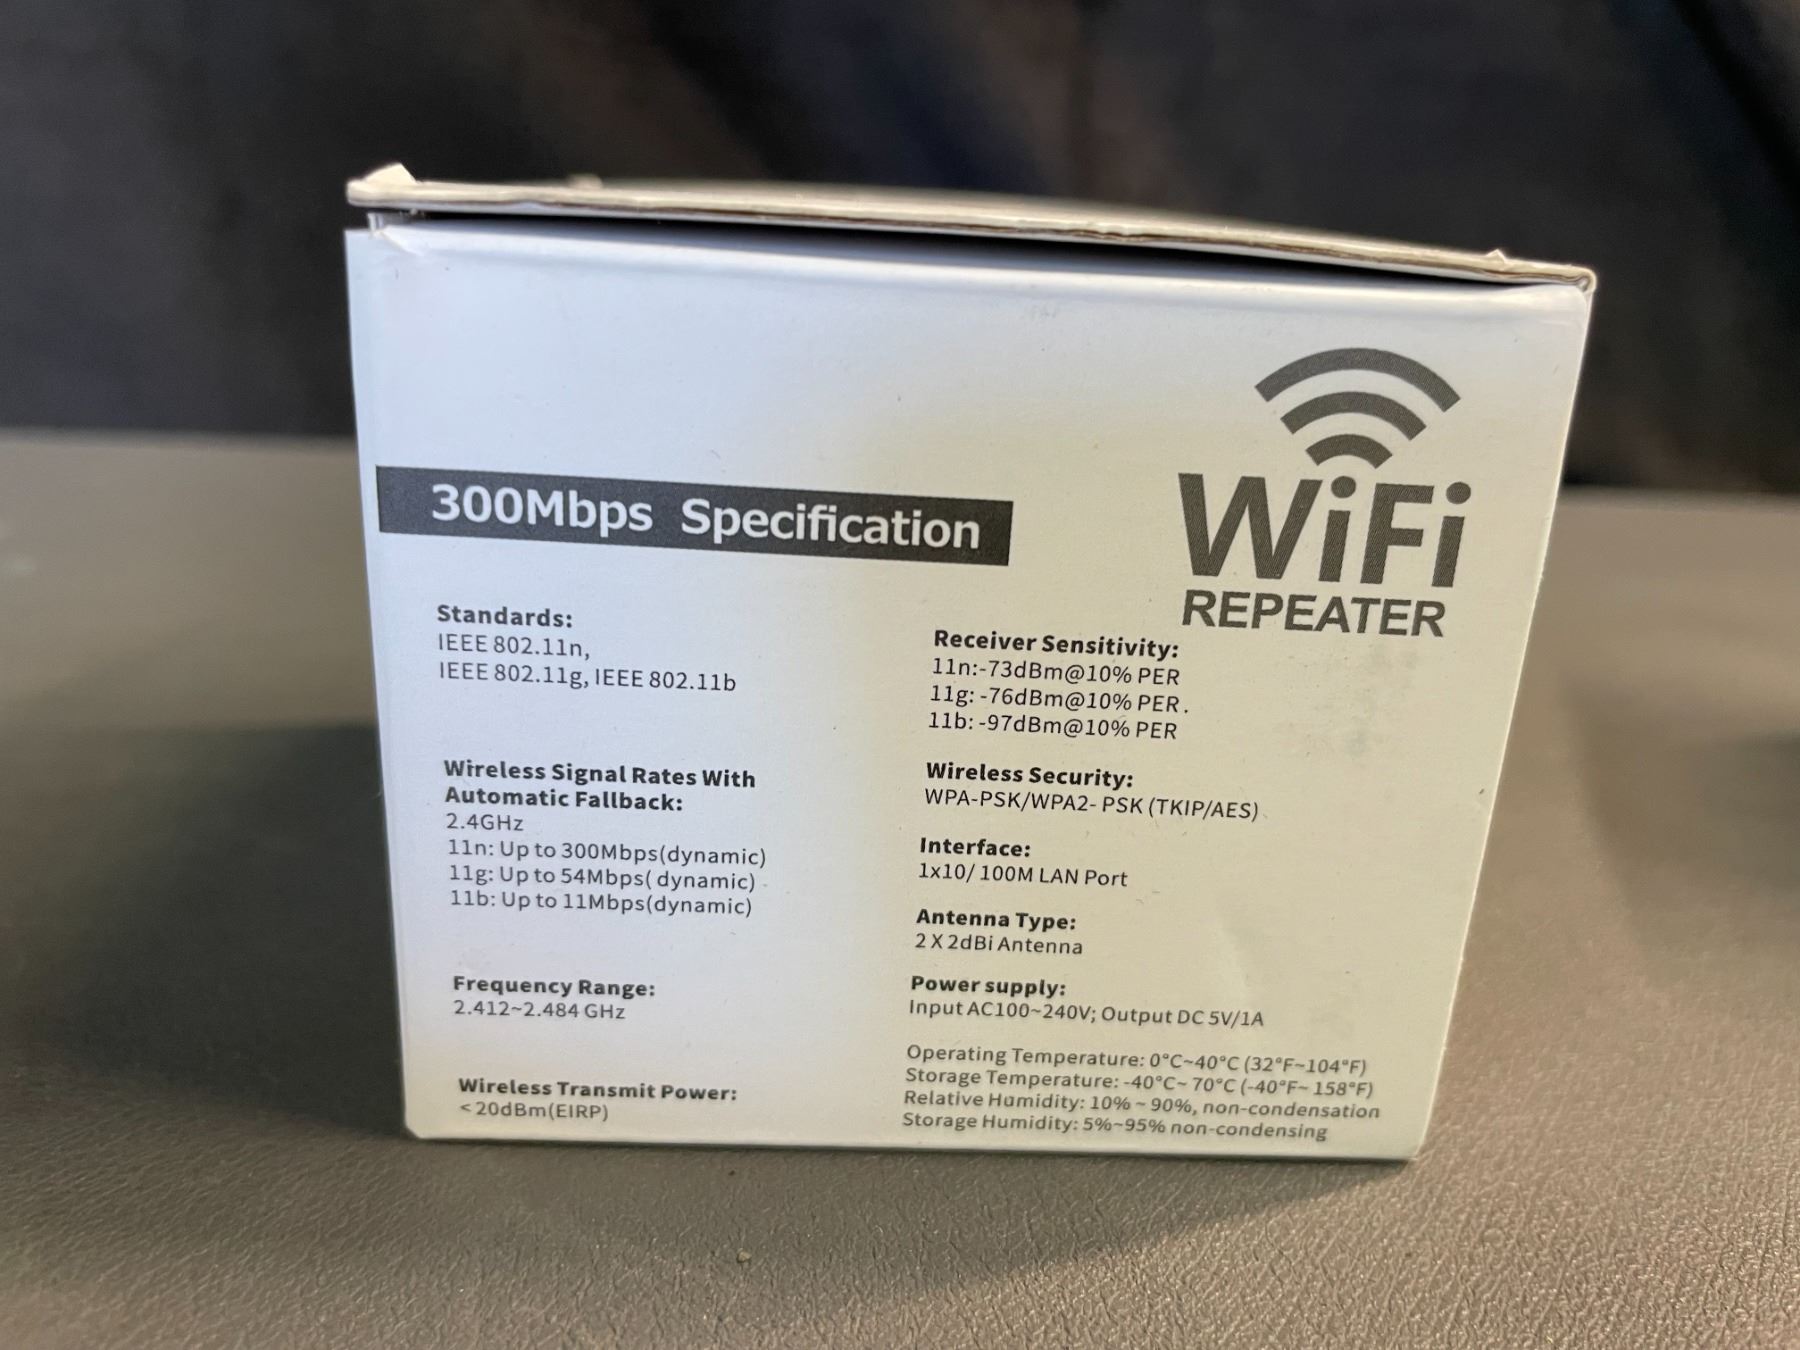 WiFi
REPEATER
300Mbps Specification
Standards:
IEEE 802.11n,
IEEE 802.11g, IEEE 802.11b
Wireless Signal Rates With
Automatic Fallback:
2.4GHz
11n: Up to 300Mbps(dynamic)
11g: Up to 54Mbps( dynamic)
11b: Up to 11Mbps(dynamic)
Frequency Range:
2.412~2.484 GHz
Wireless Transmit Power:
< 20dBm(EIRP)
Receiver Sensitivity:
11n:-73dBm@10% PER
11g: -76dBm@10% PER .
11b: -97dBm@10% PER
Wireless Security:
WPA-PSK/WPA2- PSK (TKIP/AES)
Interface:
1x10/ 100M LAN Port
Antenna Type:
2 X 2dBi Antenna
Power supply:
Input AC100~240V; Output DC 5V/1A
Operating Temperature: 0°C~40°C (32°F~104°F)
Storage Temperature: -40°C~ 70°C (-40°F~ 158°F)
Relative Humidity: 10% ~ 90%, non-condensation
Storage Humidity: 5%~95% non-condensing